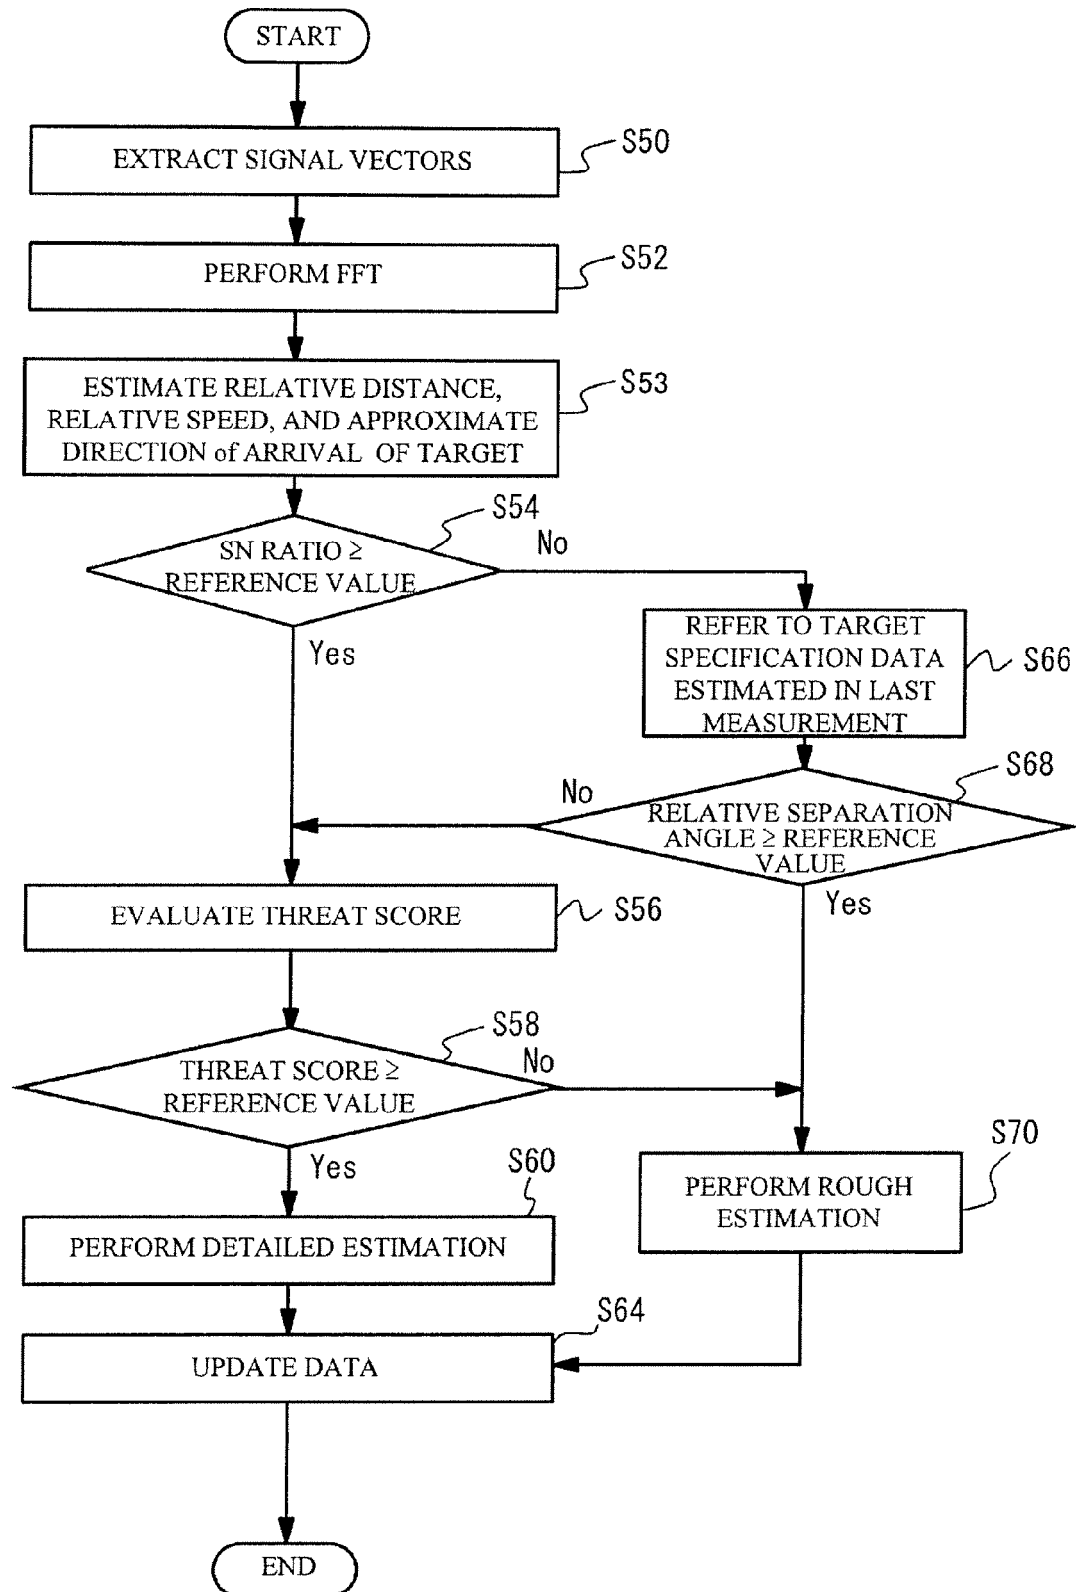 START
EXTRACT SIGNAL VECTORS
S50
PERFORM FFT
S52
ESTIMATE RELATIVE DISTANCE,
RELATIVE SPEED, AND APPROXIMATE
DIRECTION of ARRIVAL OF TARGET
S53
SN RATIO ≥
REFERENCE VALUE
S54
No
Yes
REFER TO TARGET
SPECIFICATION DATA
ESTIMATED IN LAST
MEASUREMENT
S66
RELATIVE SEPARATION
ANGLE ≥ REFERENCE
VALUE
S68
No
Yes
EVALUATE THREAT SCORE
S56
THREAT SCORE ≥
REFERENCE VALUE
S58
No
Yes
PERFORM DETAILED ESTIMATION
S60
PERFORM ROUGH
ESTIMATION
S70
UPDATE DATA
S64
END